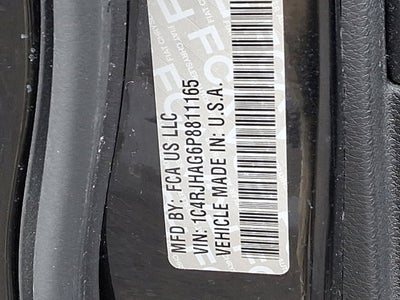 MFD BY: FCA US LLC
VIN: 1C4RJHAG6P8811165
VEHICLE MADE IN: U.S.A.